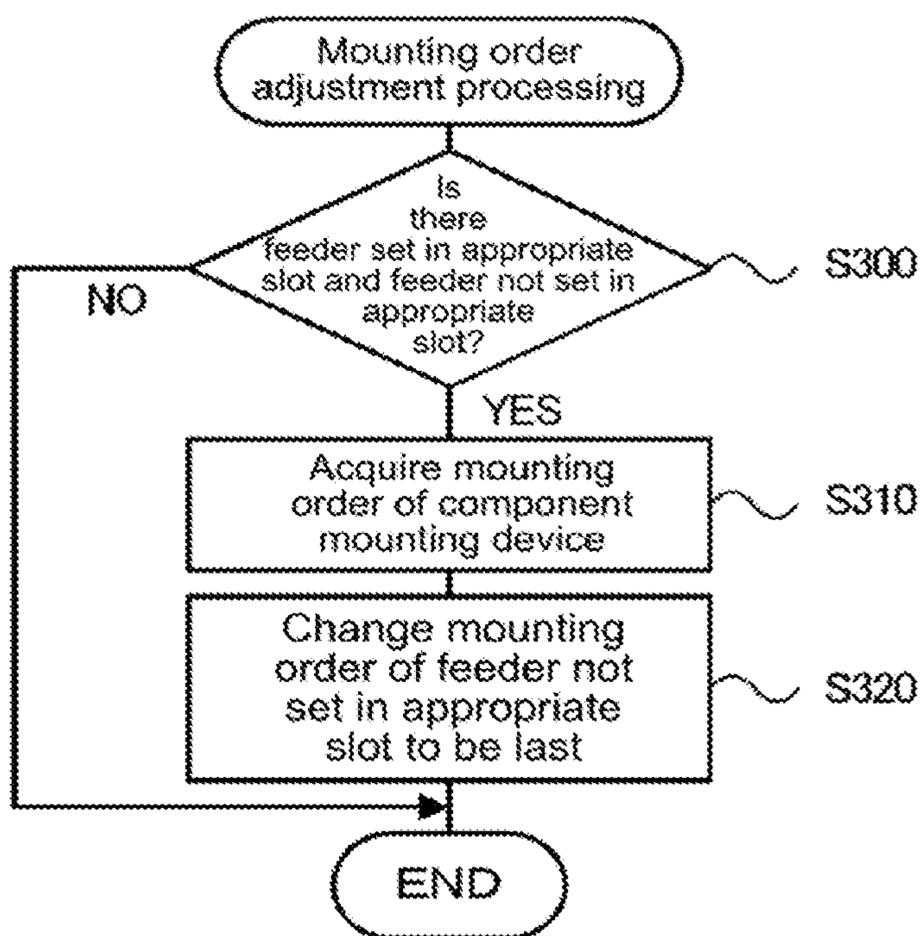 Mounting order
adjustment processing
Is
there
feeder set in appropriate
slot and feeder not set in
appropriate
slot?
S300
NO
YES
Acquire mounting
order of component
mounting device
S310
Change mounting
order of feeder not
set in appropriate
slot to be last
S320
END